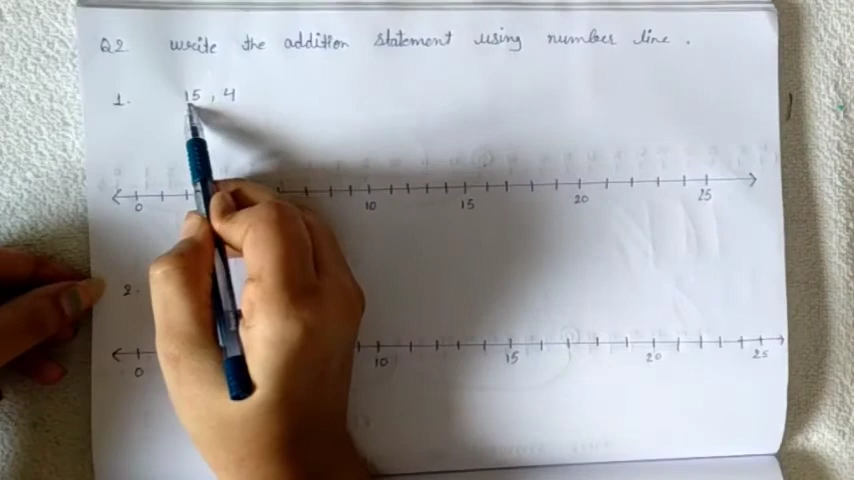 Q2 write the addition statement using number line .
1. 15 , 4
0 10 15 20 25
2.
0 10 15 20 25